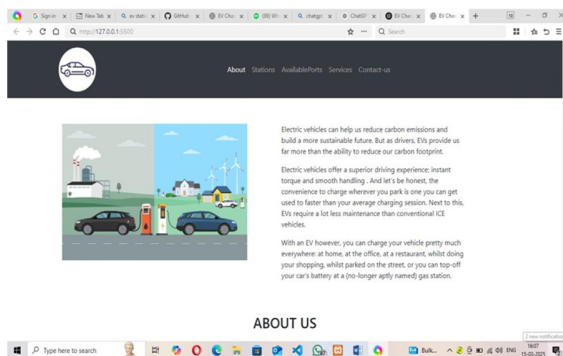 Sign in
New Tab
ev stati
GitHub
EV Cha
(39) Wh
chatgpt
ChatGP
EV Cha
EV Cha
http://127.0.0.1:5500
Search
About Stations AvailablePorts Services Contact-us
Electric vehicles can help us reduce carbon emissions and
build a more sustainable future. But as drivers, EVs provide us
far more than the ability to reduce our carbon footprint.
Electric vehicles offer a superior driving experience; instant
torque and smooth handling . And let's be honest, the
convenience to charge wherever you park is one you can get
used to faster than your average charging session. Next to this,
EVs require a lot less maintenance than conventional ICE
vehicles.
With an EV however, you can charge your vehicle pretty much
everywhere: at home, at the office, at a restaurant, whilst doing
your shopping, whilst parked on the street, or you can top-off
your car's battery at a (no-longer aptly named) gas station.
ABOUT US
2 new notification
Type here to search
Bulk...
ENG
16:07
15-03-2025